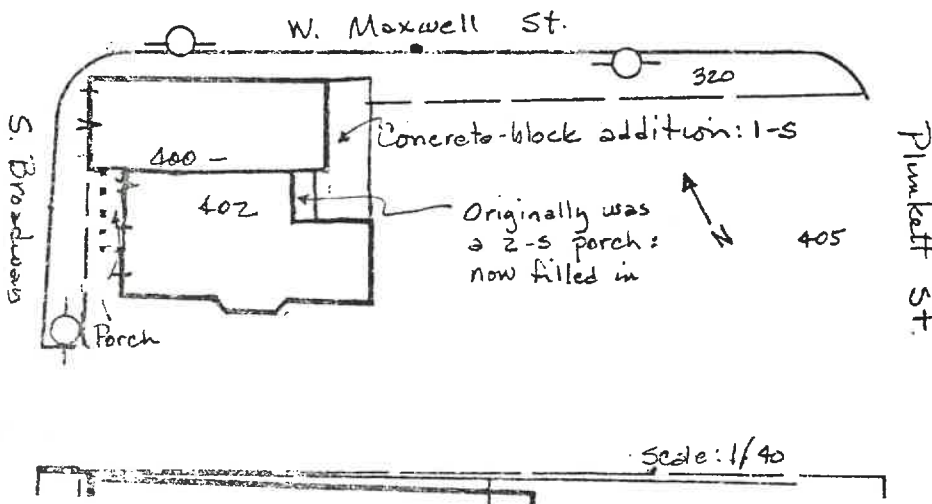 W. Maxwell St.
320
Concrete-block addition: 1-S
S. Broadway
400 -
402
Originally was
a 2-S porch:
now filled in
N
405
Plunkett St.
Porch
Scale: 1/40